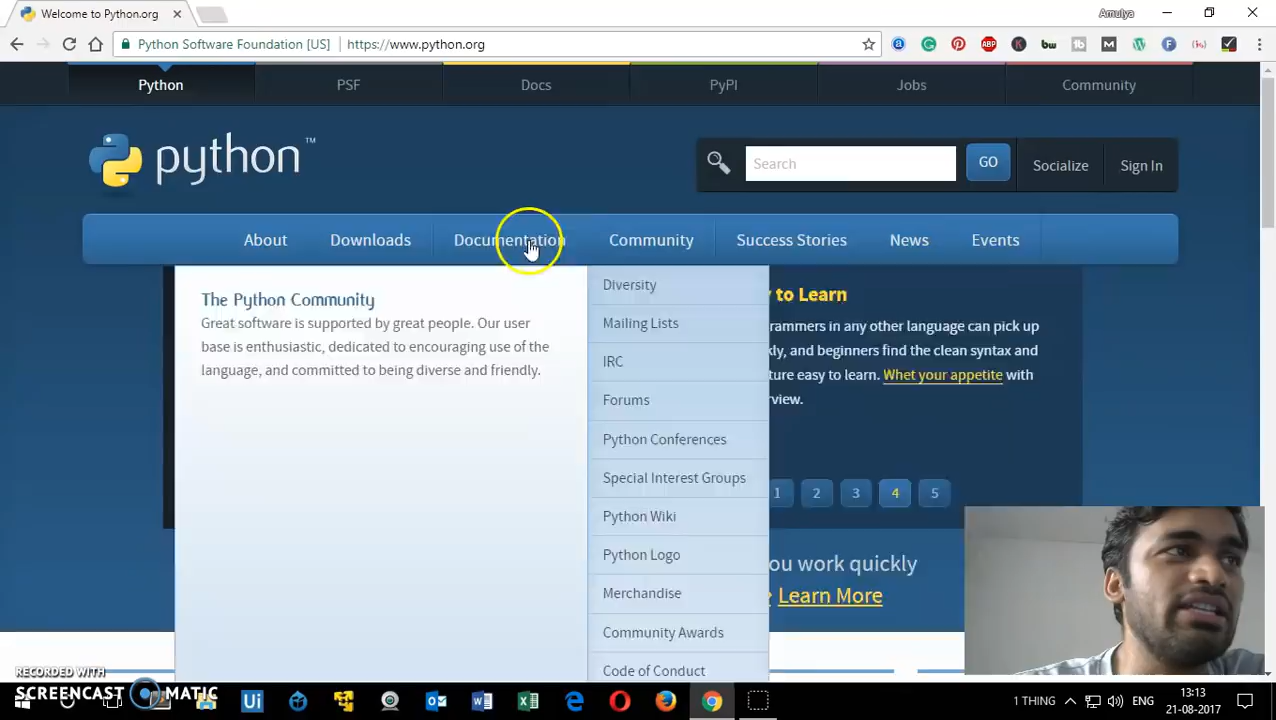 Welcome to Python.org
Amulya
Python Software Foundation [US] https://www.python.org
Python PSF Docs PyPI Jobs Community
python™
Search GO Socialize Sign In
About Downloads Documentation Community Success Stories News Events
The Python Community
Great software is supported by great people. Our user
base is enthusiastic, dedicated to encouraging use of the
language, and committed to being diverse and friendly.
Diversity
Mailing Lists
IRC
Forums
Python Conferences
Special Interest Groups
Python Wiki
Python Logo
Merchandise
Community Awards
Code of Conduct
to Learn
grammers in any other language can pick up
kly, and beginners find the clean syntax and
ture easy to learn. Whet your appetite with
rview.
1 2 3 4 5
ou work quickly
Learn More
RECORDED WITH
SCREENCAST MATIC
1 THING ENG
13:13
21-08-2017